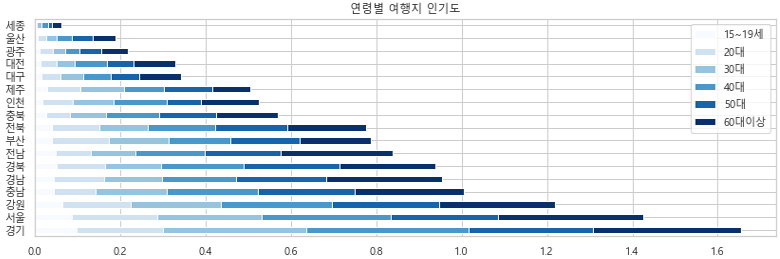 연령별 여행지 인기도
세종
울산
광주
대전
대구
제주
인천
충북
전북
부산
전남
경북
경남
충남
강원
서울
경기
15~19세
20대
30대
40대
50대
60대이상
0.0 0.2 0.4 0.6 0.8 1.0 1.2 1.4 1.6